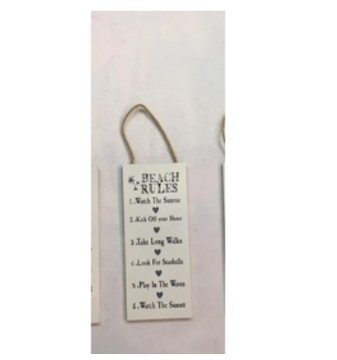 BEACH
RULES
1. Watch The Sunrise
2. Kick Off your Shoes
3. Take Long Walks
4. Look For Seashells
5. Play In The Waves
6. Watch The Sunset